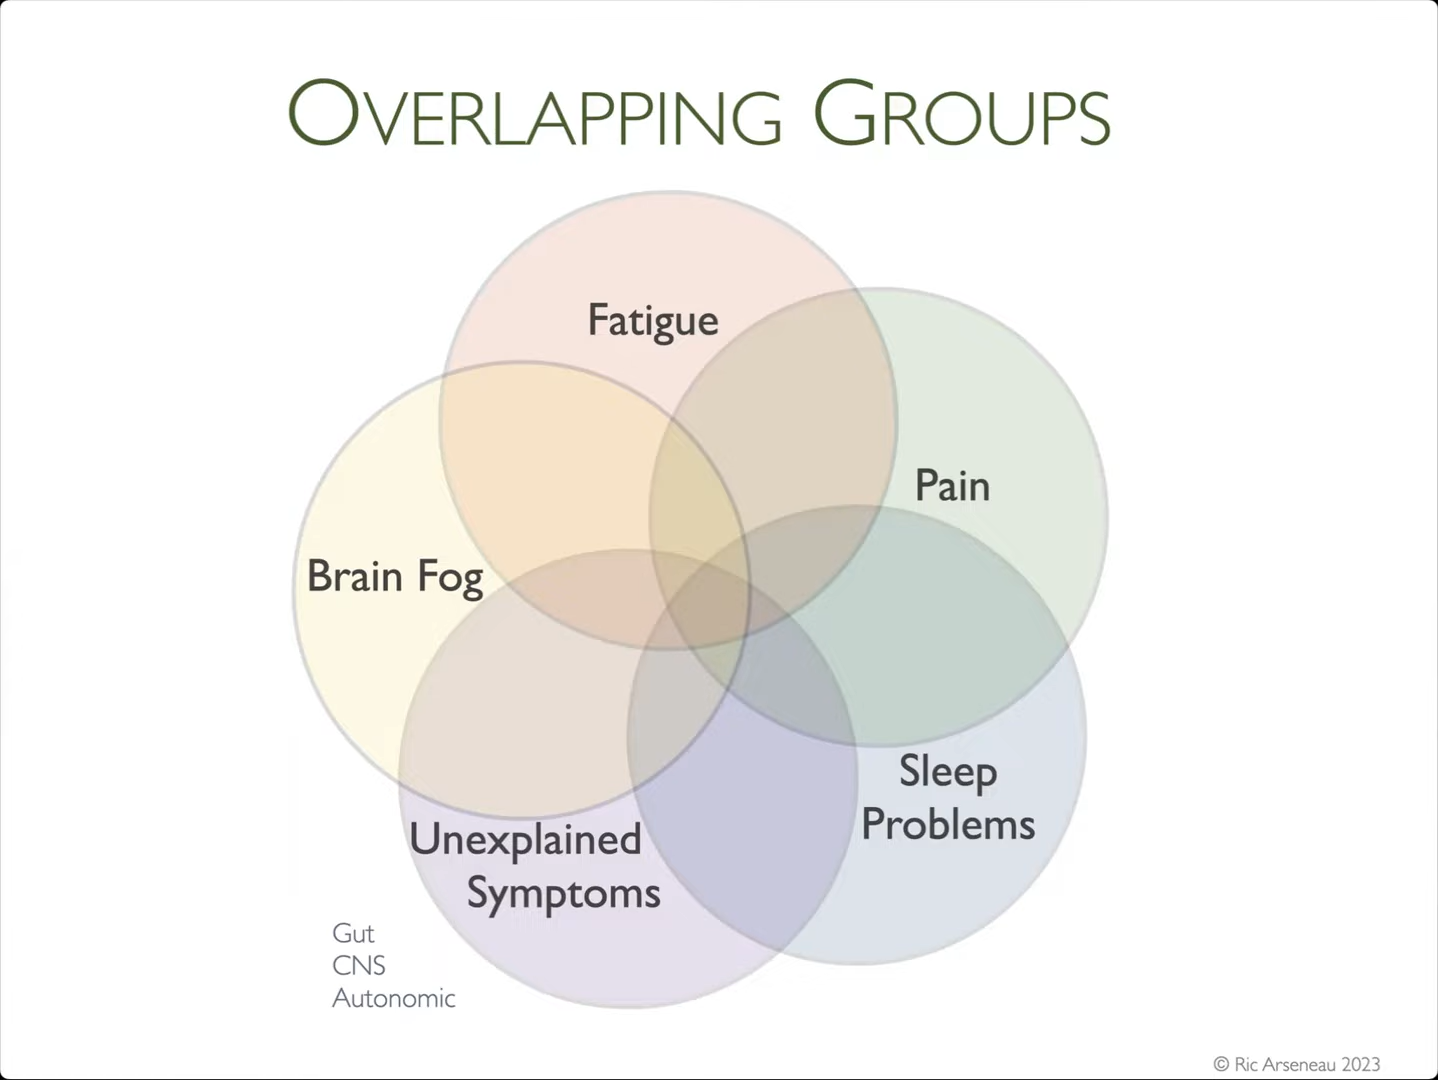 OVERLAPPING GROUPS
Fatigue
Pain
Brain Fog
Sleep
Problems
Unexplained
Symptoms
Gut
CNS
Autonomic
© Ric Arseneau 2023